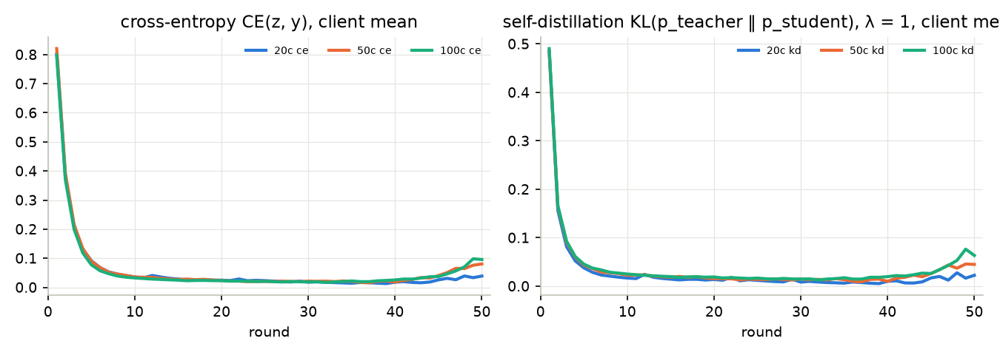 cross-entropy CE(z, y), client mean
20c ce 50c ce 100c ce
0.8
0.7
0.6
0.5
0.4
0.3
0.2
0.1
0.0
0 10 20 30 40 50
round
self-distillation KL(p_teacher ‖ p_student), λ = 1, client me
20c kd 50c kd 100c kd
0.5
0.4
0.3
0.2
0.1
0.0
0 10 20 30 40 50
round